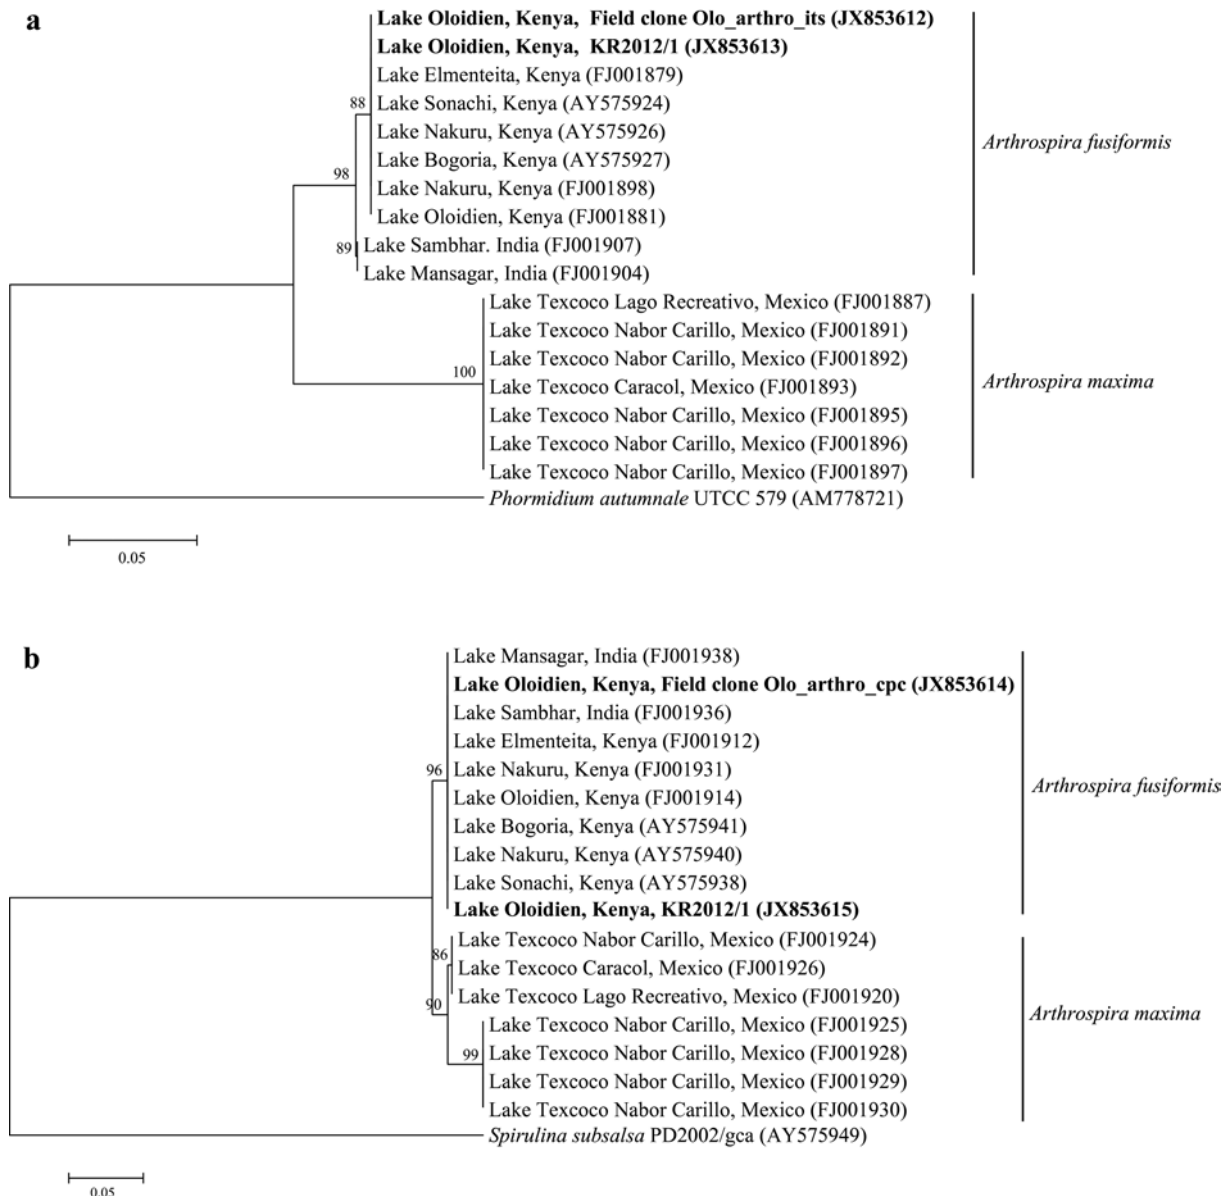 a
Lake Oloidien, Kenya, Field clone Olo_arthro_its (JX853612)
Lake Oloidien, Kenya, KR2012/1 (JX853613)
Lake Elmenteita, Kenya (FJ001879)
88
Lake Sonachi, Kenya (AY575924)
Lake Nakuru, Kenya (AY575926)
Arthrospira fusiformis
Lake Bogoria, Kenya (AY575927)
98
Lake Nakuru, Kenya (FJ001898)
Lake Oloidien, Kenya (FJ001881)
89
Lake Sambhar. India (FJ001907)
Lake Mansagar, India (FJ001904)
Lake Texcoco Lago Recreativo, Mexico (FJ001887)
Lake Texcoco Nabor Carillo, Mexico (FJ001891)
Lake Texcoco Nabor Carillo, Mexico (FJ001892)
100
Lake Texcoco Caracol, Mexico (FJ001893)
Arthrospira maxima
Lake Texcoco Nabor Carillo, Mexico (FJ001895)
Lake Texcoco Nabor Carillo, Mexico (FJ001896)
Lake Texcoco Nabor Carillo, Mexico (FJ001897)
Phormidium autumnale UTCC 579 (AM778721)
0.05
b
Lake Mansagar, India (FJ001938)
Lake Oloidien, Kenya, Field clone Olo_arthro_cpc (JX853614)
Lake Sambhar, India (FJ001936)
Lake Elmenteita, Kenya (FJ001912)
96
Lake Nakuru, Kenya (FJ001931)
Arthrospira fusiformis
Lake Oloidien, Kenya (FJ001914)
Lake Bogoria, Kenya (AY575941)
Lake Nakuru, Kenya (AY575940)
Lake Sonachi, Kenya (AY575938)
Lake Oloidien, Kenya, KR2012/1 (JX853615)
Lake Texcoco Nabor Carillo, Mexico (FJ001924)
86
Lake Texcoco Caracol, Mexico (FJ001926)
Lake Texcoco Lago Recreativo, Mexico (FJ001920)
90
Arthrospira maxima
Lake Texcoco Nabor Carillo, Mexico (FJ001925)
99
Lake Texcoco Nabor Carillo, Mexico (FJ001928)
Lake Texcoco Nabor Carillo, Mexico (FJ001929)
Lake Texcoco Nabor Carillo, Mexico (FJ001930)
Spirulina subsalsa PD2002/gca (AY575949)
0.05